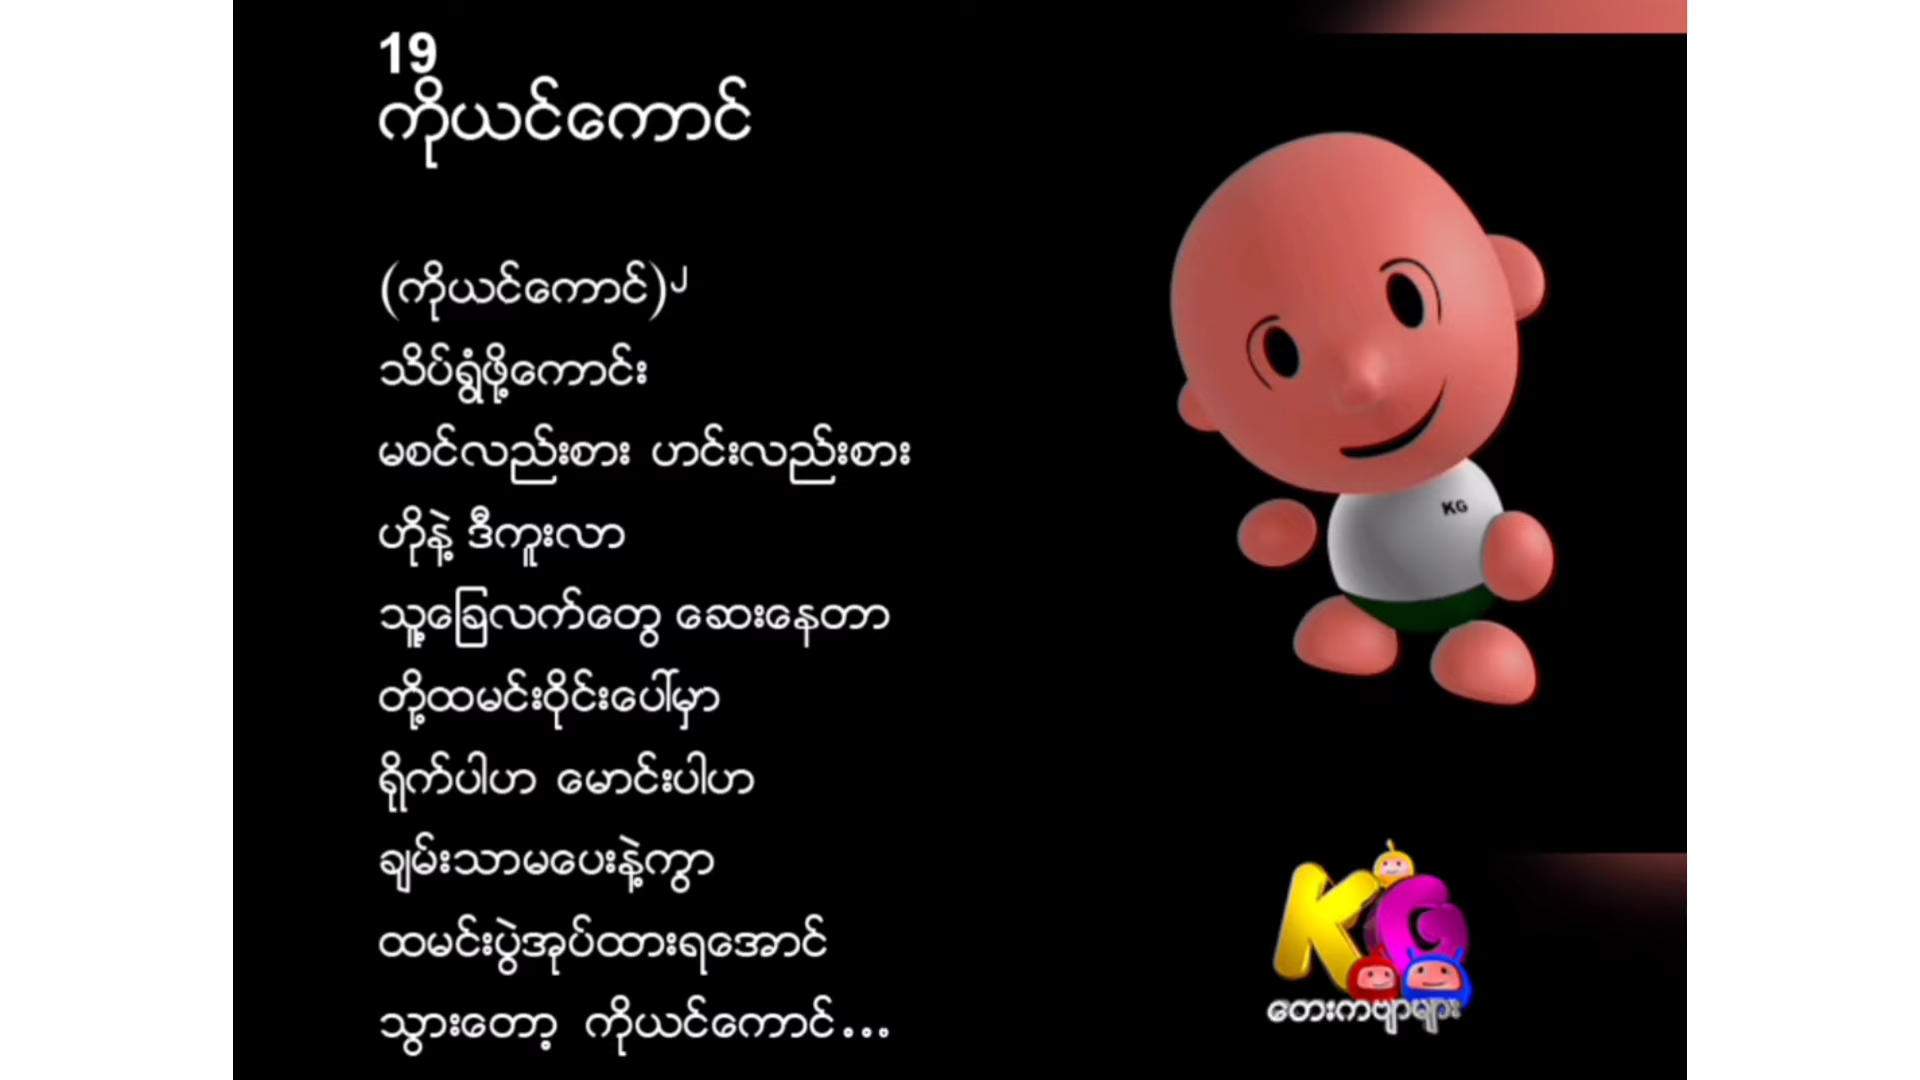 19
ကိုယင်ကောင်
(ကိုယင်ကောင်)၂
သိပ်ရွံဖို့ကောင်း
မစင်လည်းစား ဟင်းလည်းစား
ဟိုနဲ့ ဒီကူးလာ
သူ့ခြေလက်တွေ ဆေးနေတာ
တို့ထမင်းဝိုင်းပေါ်မှာ
ရိုက်ပါဟ မောင်းပါဟ
ချမ်းသာမပေးနဲ့ကွာ
ထမင်းပွဲအုပ်ထားရအောင်
သွားတော့ ကိုယင်ကောင်...
KG
KG
တေးကဗျာများ